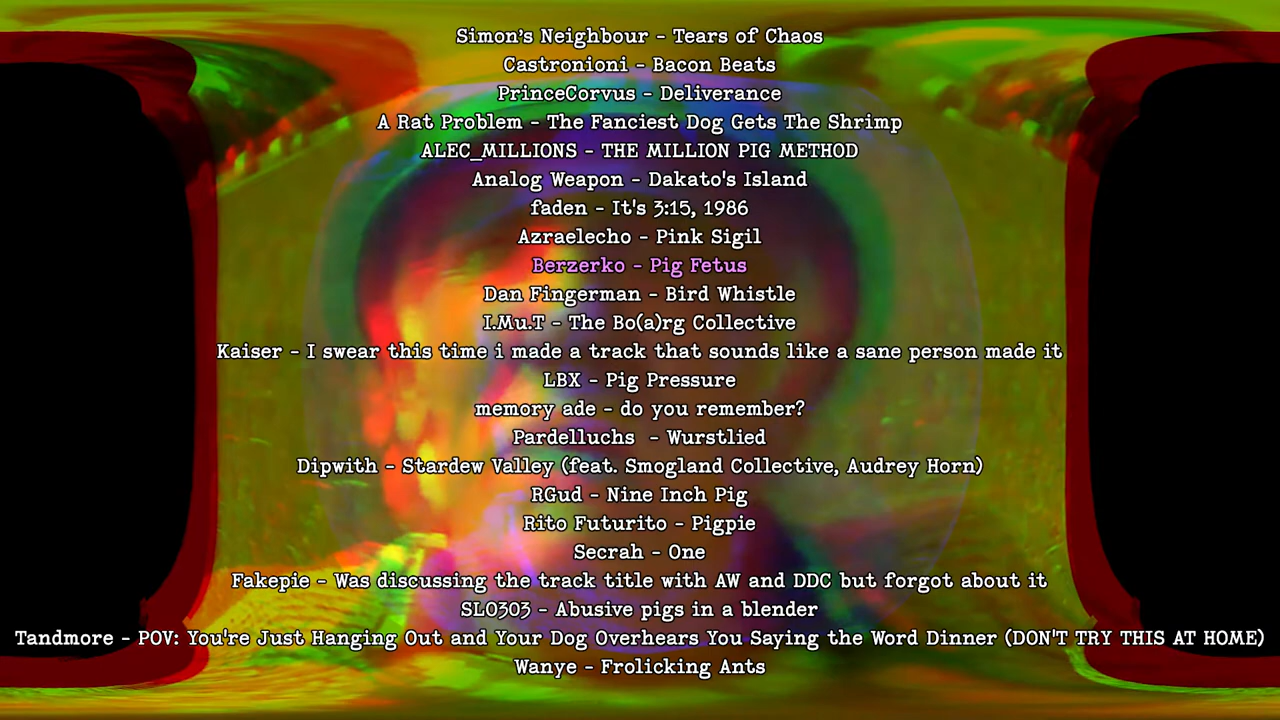 Simon's Neighbour - Tears of Chaos
Castronioni - Bacon Beats
PrinceCorvus - Deliverance
A Rat Problem - The Fanciest Dog Gets The Shrimp
ALEC_MILLIONS - THE MILLION PIG METHOD
Analog Weapon - Dakato's Island
faden - It's 3:15, 1986
Azraelecho - Pink Sigil
Berzerko - Pig Fetus
Dan Fingerman - Bird Whistle
I.Mu.T - The Bo(a)rg Collective
Kaiser - I swear this time i made a track that sounds like a sane person made it
LBX - Pig Pressure
memory ade - do you remember?
Pardelluchs - Wurstlied
Dipwith - Stardew Valley (feat. Smogland Collective, Audrey Horn)
RGud - Nine Inch Pig
Rito Futurito - Pigpie
Secrah - One
Fakepie - Was discussing the track title with AW and DDC but forgot about it
SL0303 - Abusive pigs in a blender
Tandmore - POV: You're Just Hanging Out and Your Dog Overhears You Saying the Word Dinner (DON'T TRY THIS AT HOME)
Wanye - Frolicking Ants